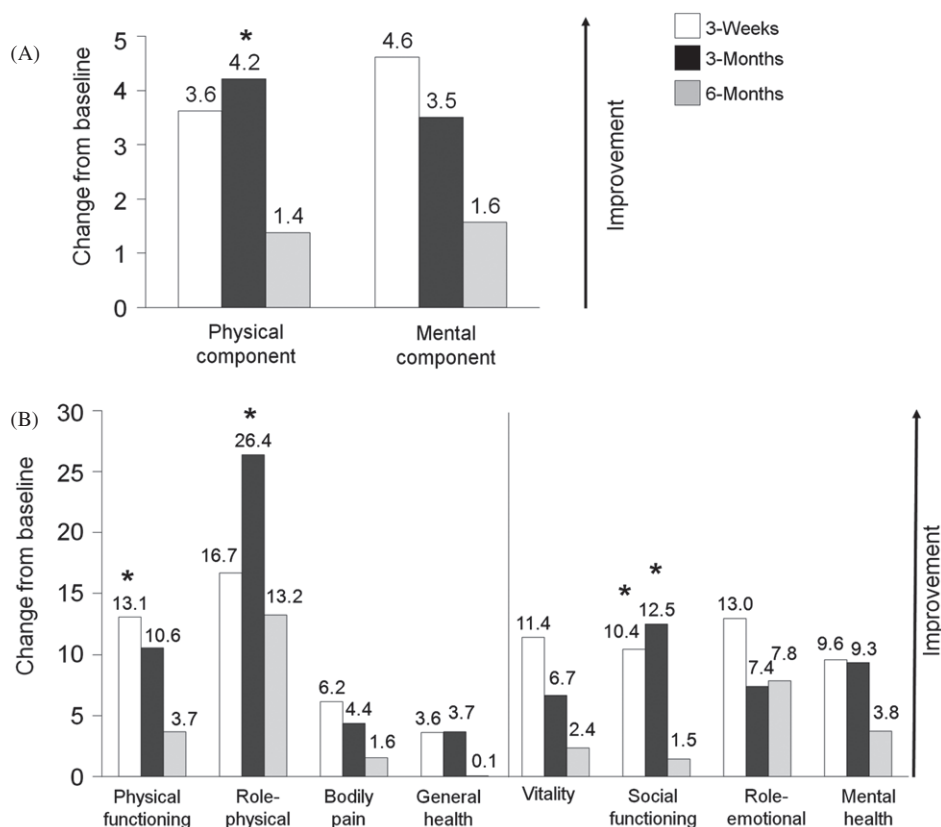 (A)
Change from baseline
5
4
3
2
1
0
*
3.6
4.2
1.4
4.6
3.5
1.6
Physical
component
Mental
component
Improvement
3-Weeks
3-Months
6-Months
(B)
Change from baseline
30
25
20
15
10
5
0
*
13.1
10.6
3.7
*
16.7
26.4
13.2
6.2
4.4
1.6
3.6
3.7
0.1
11.4
6.7
2.4
*
*
10.4
12.5
1.5
13.0
7.4
7.8
9.6
9.3
3.8
Physical
functioning
Role-
physical
Bodily
pain
General
health
Vitality
Social
functioning
Role-
emotional
Mental
health
Improvement